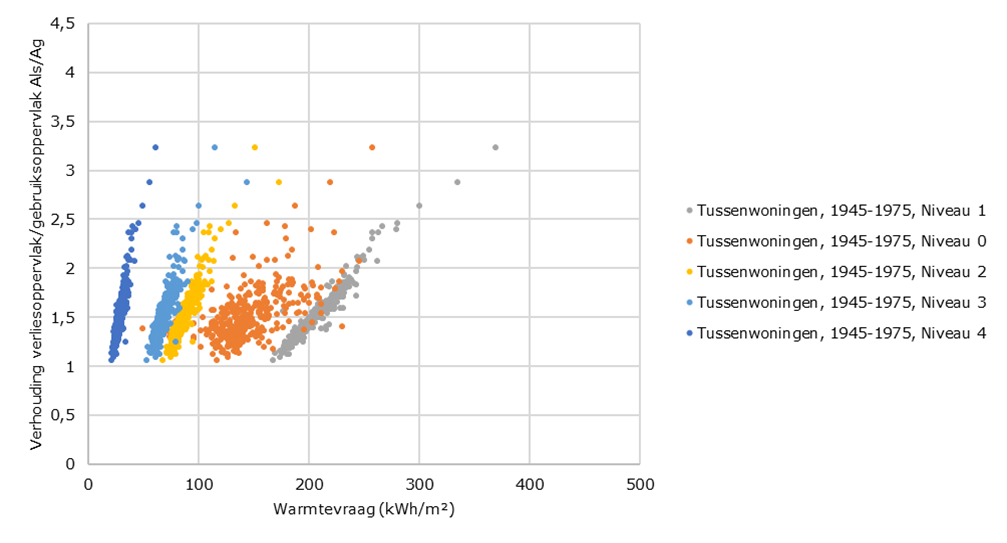 Verhouding verliesoppervlak/gebruiksoppervlak Als/Ag
4,5
4
3,5
3
2,5
2
1,5
1
0,5
0
0
100
200
300
400
500
Warmtevraag (kWh/m²)
Tussenwoningen, 1945-1975, Niveau 1
Tussenwoningen, 1945-1975, Niveau 0
Tussenwoningen, 1945-1975, Niveau 2
Tussenwoningen, 1945-1975, Niveau 3
Tussenwoningen, 1945-1975, Niveau 4